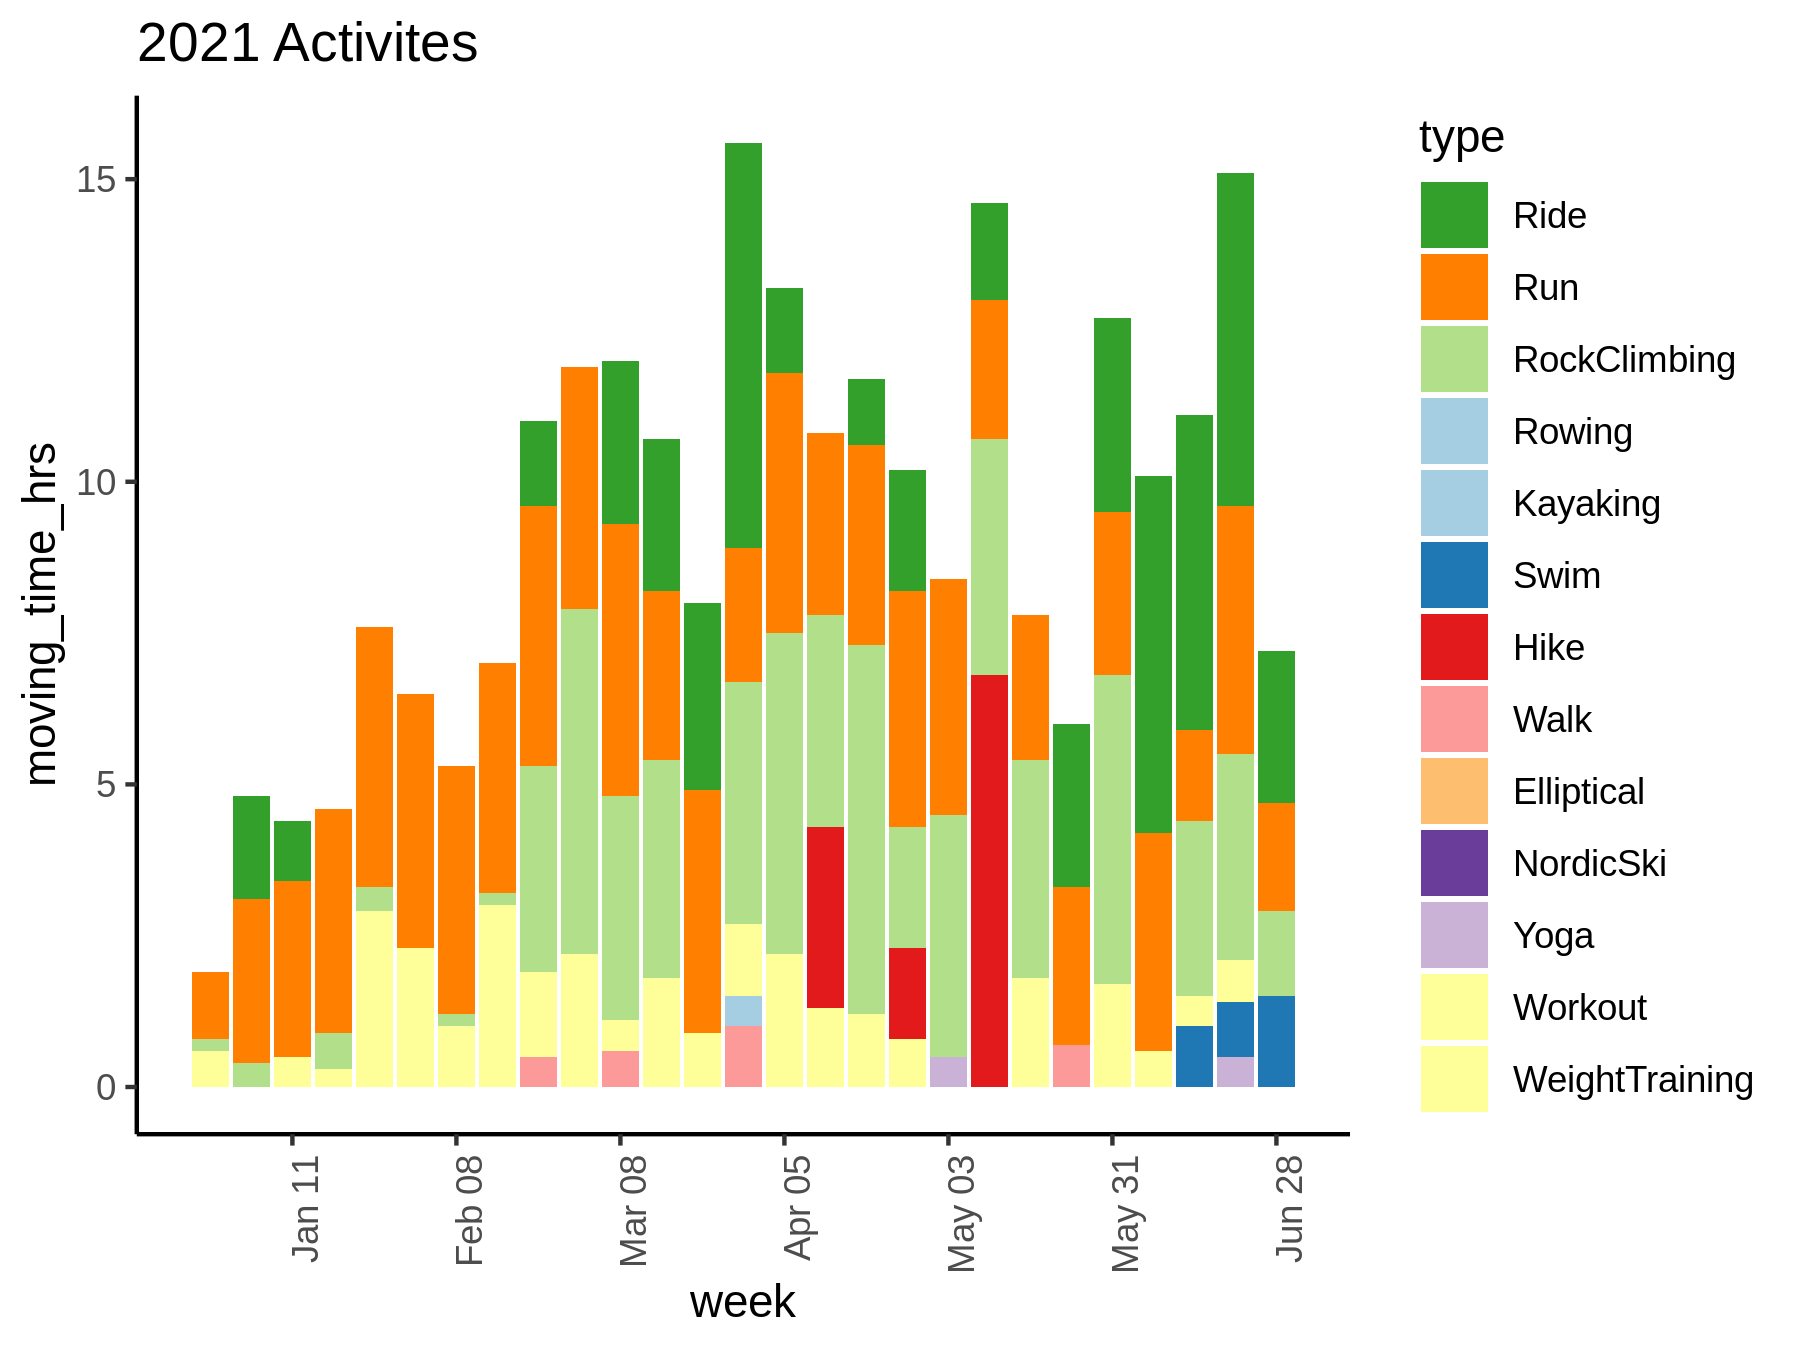 2021 Activites
moving_time_hrs
15
10
5
0
Jan 11
Feb 08
Mar 08
Apr 05
May 03
May 31
Jun 28
week
type
Ride
Run
RockClimbing
Rowing
Kayaking
Swim
Hike
Walk
Elliptical
NordicSki
Yoga
Workout
WeightTraining